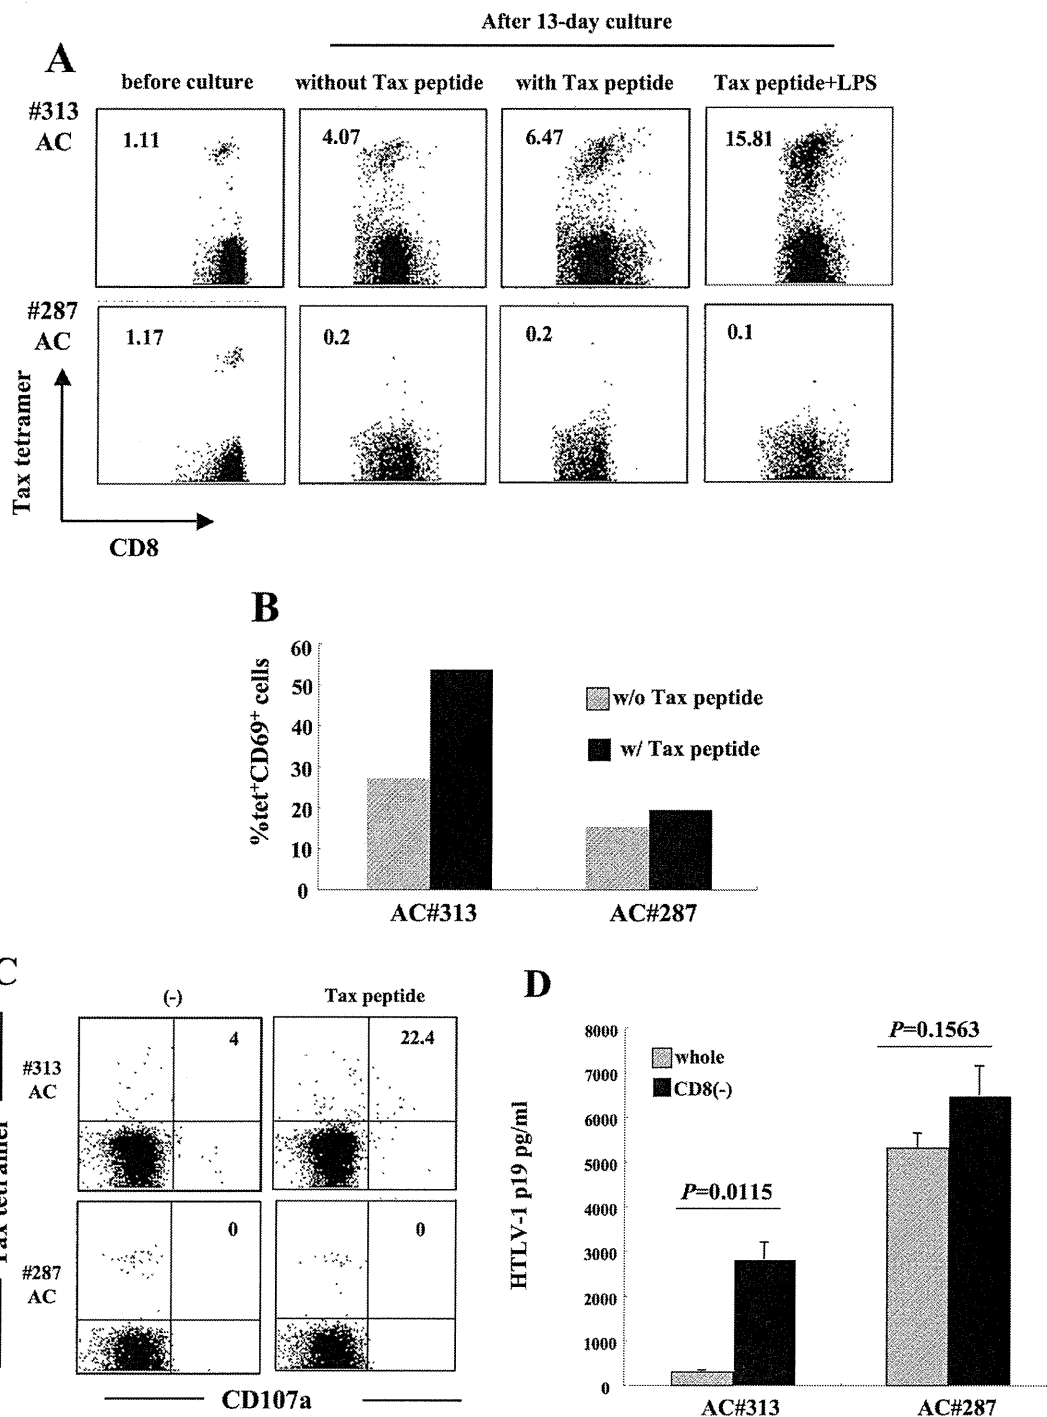 After 13-day culture
A
before culture
without Tax peptide
with Tax peptide
Tax peptide+LPS
#313
AC
1.11
4.07
6.47
15.81
#287
AC
1.17
0.2
0.2
0.1
Tax tetramer
CD8
B
60
50
40
30
20
10
0
%tet+CD69+ cells
w/o Tax peptide
w/ Tax peptide
AC#313
AC#287
C
(-)
Tax peptide
#313
AC
4
22.4
#287
AC
0
0
Tax tetramer
CD107a
D
8000
7000
6000
5000
4000
3000
2000
1000
0
HTLV-1 p19 pg/ml
whole
CD8(-)
P=0.0115
P=0.1563
AC#313
AC#287